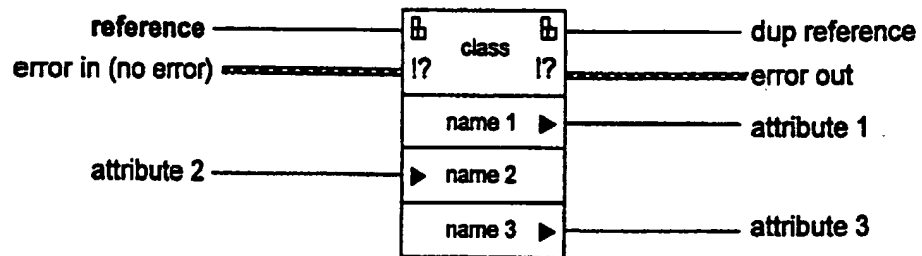 reference
class
dup reference
error in (no error)
!?
!?
error out
name 1
attribute 1
attribute 2
name 2
name 3
attribute 3